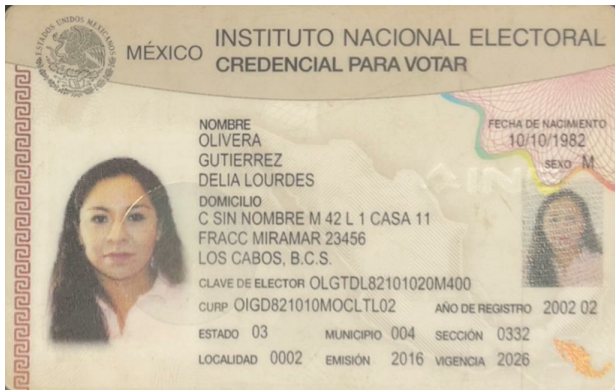 ESTADOS UNIDOS MEXICANOS
MÉXICO INSTITUTO NACIONAL ELECTORAL
CREDENCIAL PARA VOTAR
NOMBRE
OLIVERA
GUTIERREZ
DELIA LOURDES
FECHA DE NACIMIENTO
10/10/1982
SEXO M
DOMICILIO
C SIN NOMBRE M 42 L 1 CASA 11
FRACC MIRAMAR 23456
LOS CABOS, B.C.S.
INE
CLAVE DE ELECTOR OLGTDL82101020M400
CURP OIGD821010MOCLTL02 AÑO DE REGISTRO 2002 02
ESTADO 03 MUNICIPIO 004 SECCIÓN 0332
LOCALIDAD 0002 EMISIÓN 2016 VIGENCIA 2026